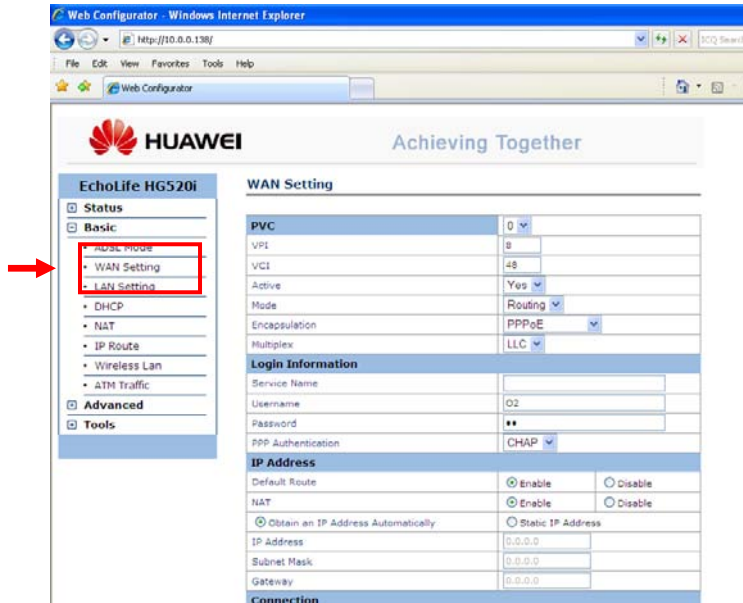 Web Configurator - Windows Internet Explorer
http://10.0.0.138/
ICQ Search
File Edit View Favorites Tools Help
Web Configurator
HUAWEI
Achieving Together
EchoLife HG520i
Status
Basic
ADSL Mode
WAN Setting
LAN Setting
DHCP
NAT
IP Route
Wireless Lan
ATM Traffic
Advanced
Tools
WAN Setting
PVC 0
VPI 8
VCI 48
Active Yes
Mode Routing
Encapsulation PPPoE
Multiplex LLC
Login Information
Service Name
Username O2
Password ••
PPP Authentication CHAP
IP Address
Default Route Enable Disable
NAT Enable Disable
Obtain an IP Address Automatically Static IP Address
IP Address 0.0.0.0
Subnet Mask 0.0.0.0
Gateway 0.0.0.0
Connection